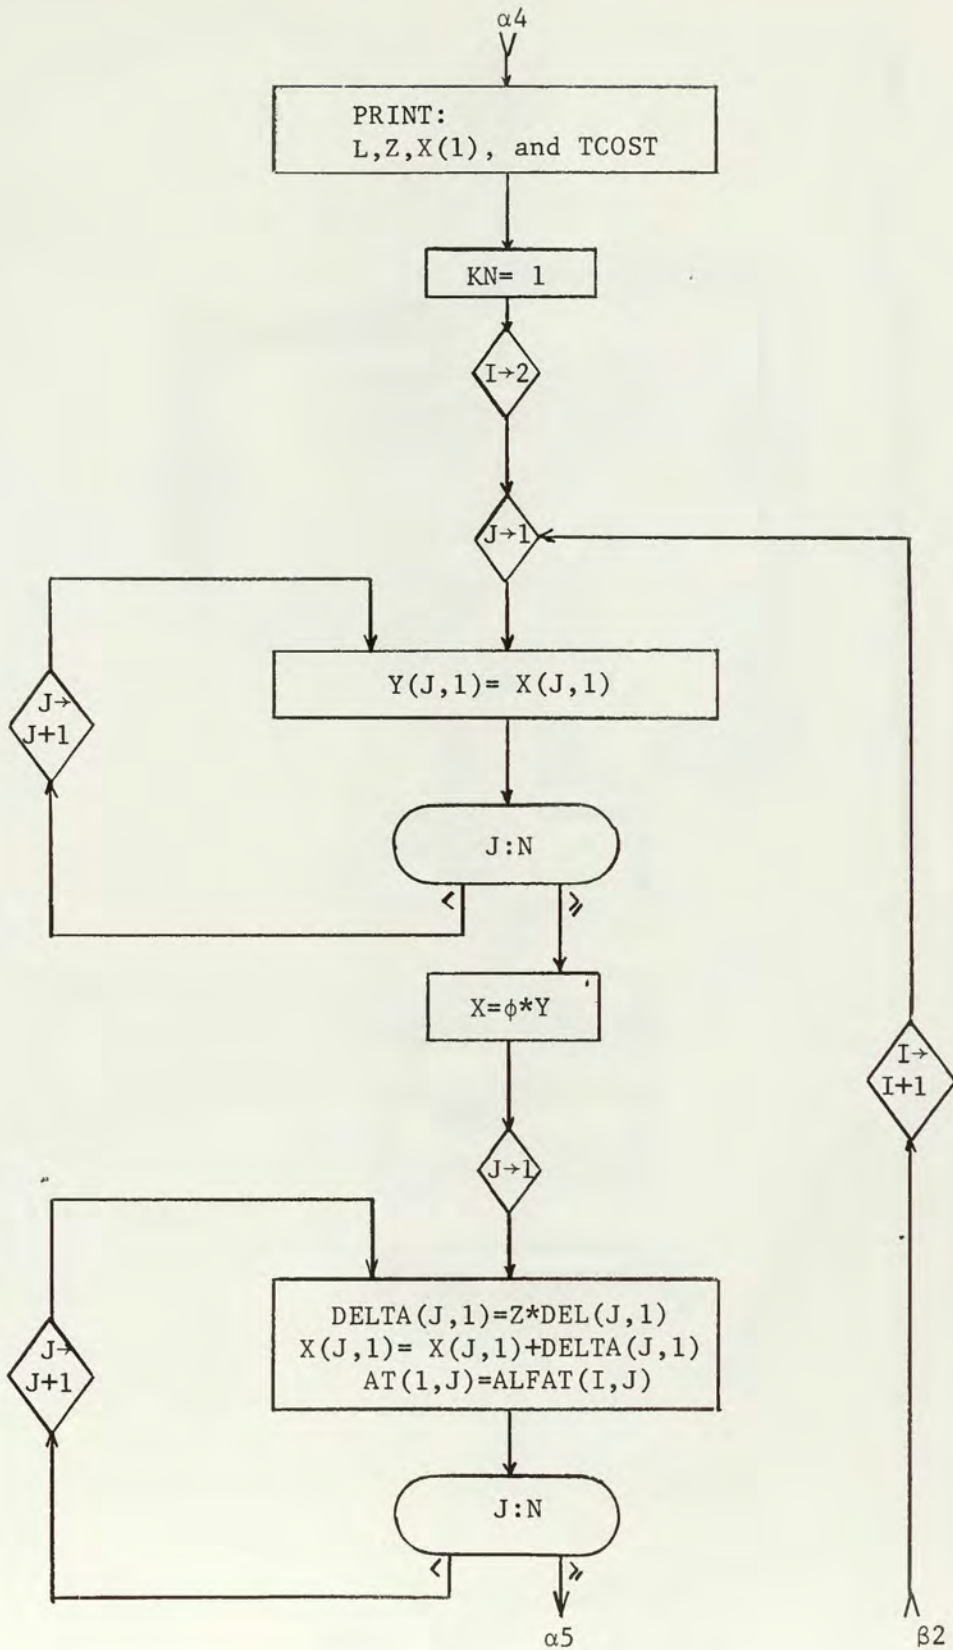 α4
PRINT:
L,Z,X(1), and TCOST
KN= 1
I→2
J→1
Y(J,1)= X(J,1)
J→
J+1
J:N
<
⩾
X=ϕ*Y
I→
I+1
J→1
DELTA(J,1)=Z*DEL(J,1)
X(J,1)= X(J,1)+DELTA(J,1)
AT(1,J)=ALFAT(I,J)
J→
J+1
J:N
<
⩾
α5
β2